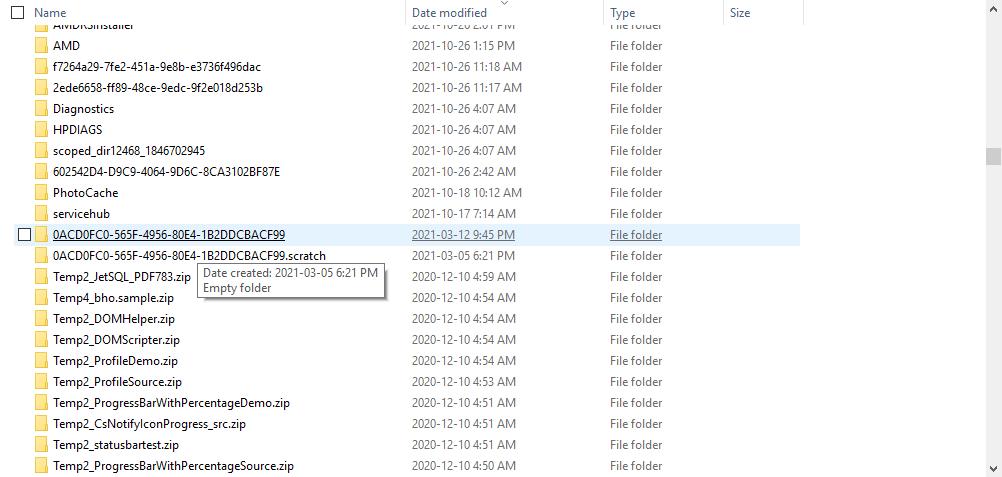 Name Date modified Type Size
AMDRSInstaller 2021-10-26 2:01 PM File folder
AMD 2021-10-26 1:15 PM File folder
f7264a29-7fe2-451a-9e8b-e3736f496dac 2021-10-26 11:18 AM File folder
2ede6658-ff89-48ce-9edc-9f2e018d253b 2021-10-26 11:17 AM File folder
Diagnostics 2021-10-26 4:07 AM File folder
HPDIAGS 2021-10-26 4:07 AM File folder
scoped_dir12468_1846702945 2021-10-26 4:07 AM File folder
602542D4-D9C9-4064-9D6C-8CA3102BF87E 2021-10-26 2:42 AM File folder
PhotoCache 2021-10-18 10:12 AM File folder
servicehub 2021-10-17 7:14 AM File folder
0ACD0FC0-565F-4956-80E4-1B2DDCBACF99 2021-03-12 9:45 PM File folder
0ACD0FC0-565F-4956-80E4-1B2DDCBACF99.scratch 2021-03-05 6:21 PM File folder
Date created: 2021-03-05 6:21 PM
Empty folder
Temp2_JetSQL_PDF783.zip 2020-12-10 4:59 AM File folder
Temp4_bho.sample.zip 2020-12-10 4:54 AM File folder
Temp2_DOMHelper.zip 2020-12-10 4:54 AM File folder
Temp2_DOMScripter.zip 2020-12-10 4:54 AM File folder
Temp2_ProfileDemo.zip 2020-12-10 4:54 AM File folder
Temp2_ProfileSource.zip 2020-12-10 4:53 AM File folder
Temp2_ProgressBarWithPercentageDemo.zip 2020-12-10 4:51 AM File folder
Temp2_CsNotifyIconProgress_src.zip 2020-12-10 4:51 AM File folder
Temp2_statusbartest.zip 2020-12-10 4:51 AM File folder
Temp2_ProgressBarWithPercentageSource.zip 2020-12-10 4:50 AM File folder